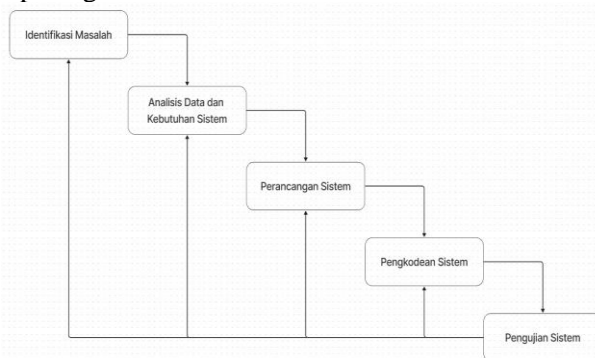 Identifikasi Masalah
Analisis Data dan
Kebutuhan Sistem
Perancangan Sistem
Pengkodean Sistem
Pengujian Sistem